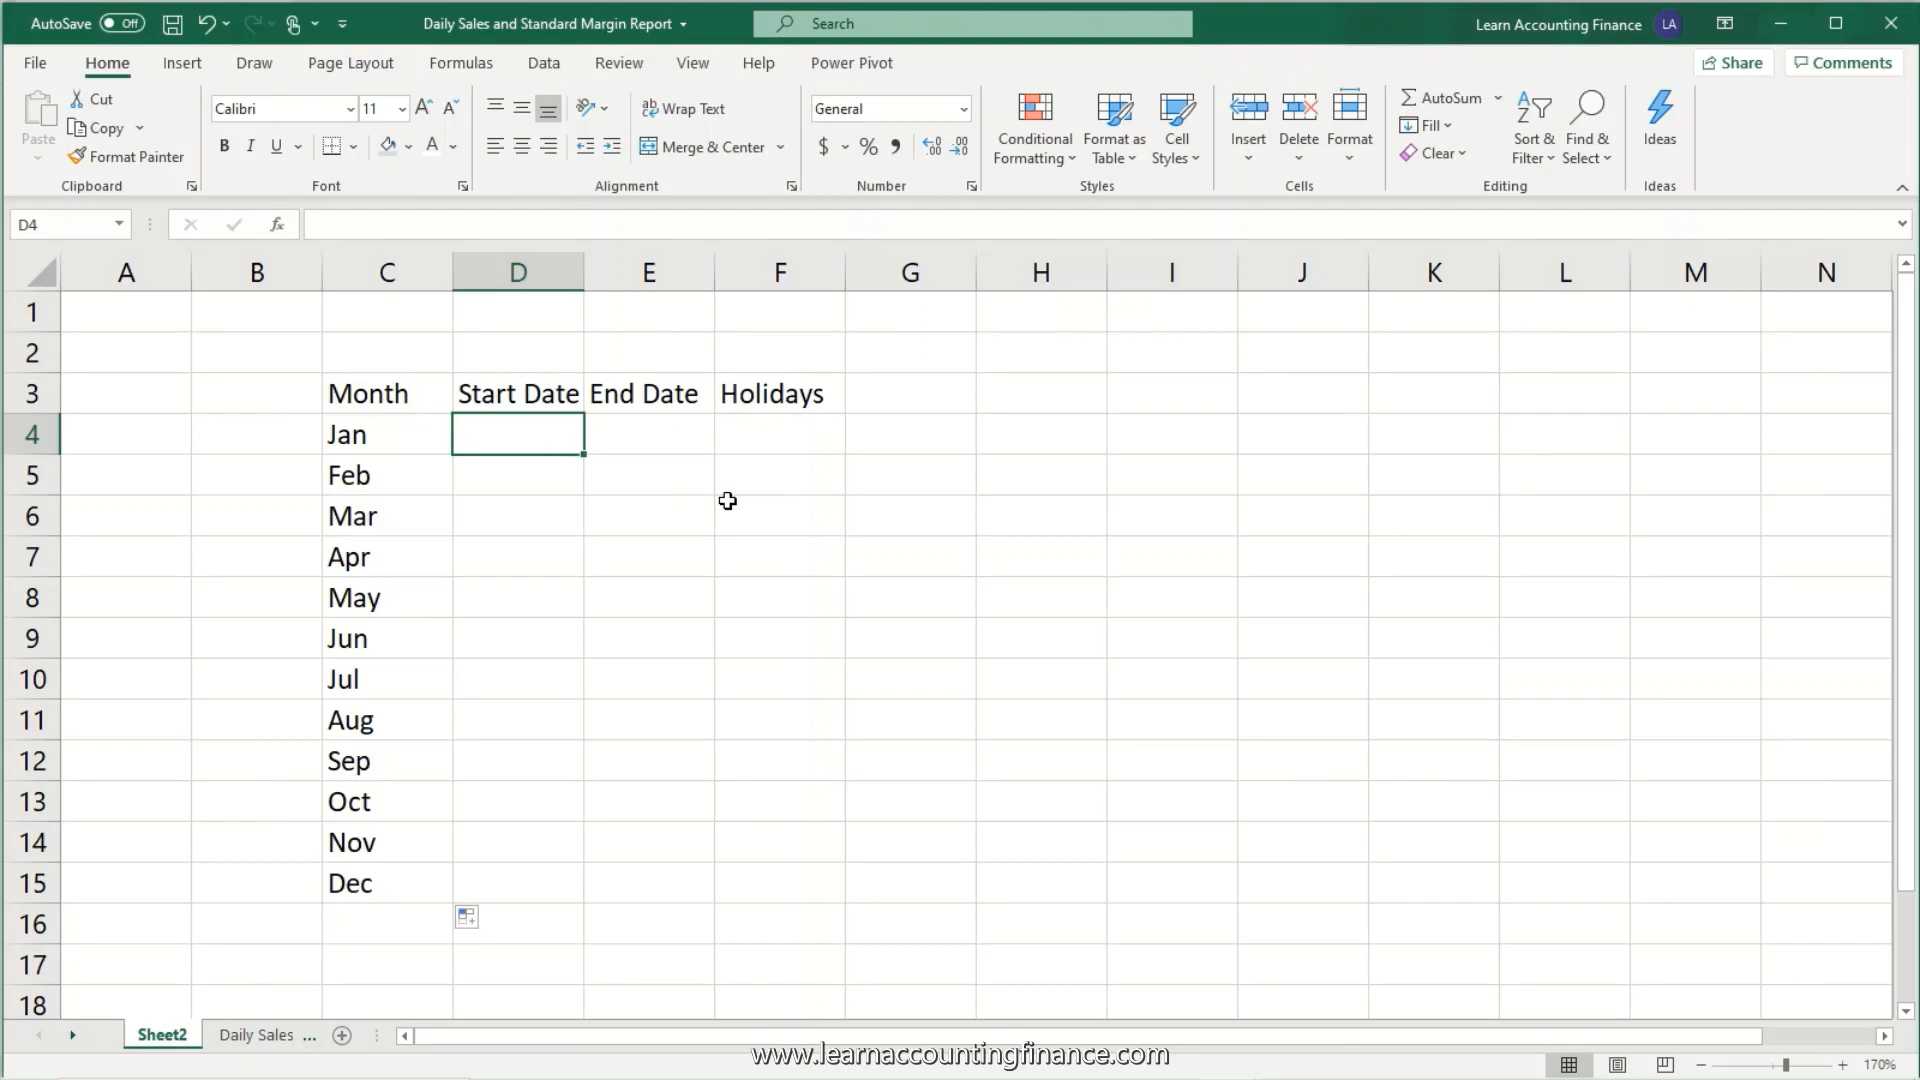 AutoSave Off Daily Sales and Standard Margin Report Search Learn Accounting Finance LA
File Home Insert Draw Page Layout Formulas Data Review View Help Power Pivot Share Comments
Paste Cut Copy Format Painter Clipboard
Calibri 11 A A B I U A Font
ab Wrap Text Merge & Center Alignment
General $ % , Number
Conditional Formatting Format as Table Cell Styles Styles
Insert Delete Format Cells
AutoSum Fill Clear Sort & Filter Find & Select Editing
Ideas Ideas
D4 fx
A B C D E F G H I J K L M N
1
2
3 Month Start Date End Date Holidays
4 Jan
5 Feb
6 Mar
7 Apr
8 May
9 Jun
10 Jul
11 Aug
12 Sep
13 Oct
14 Nov
15 Dec
16
17
18
Sheet2 Daily Sales ...
www.learnaccountingfinance.com
170%